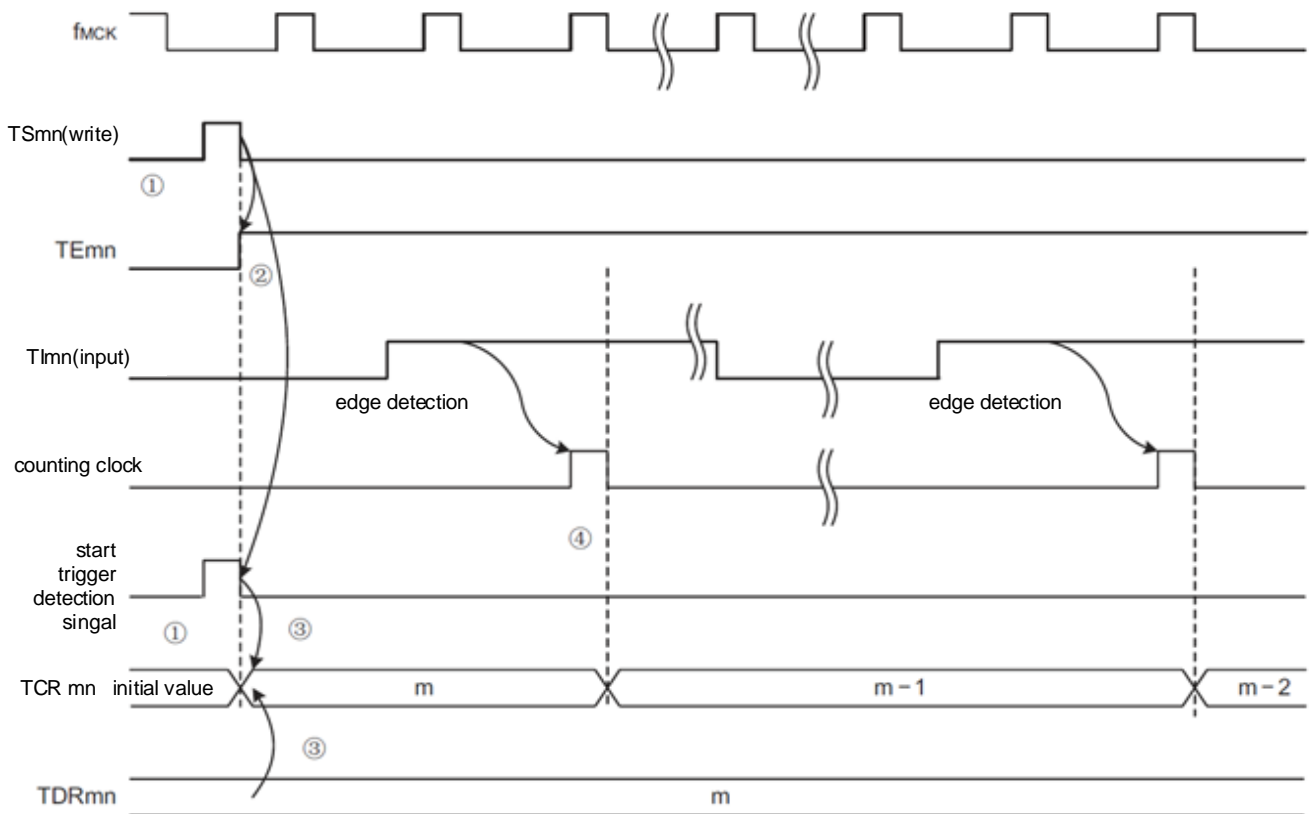 fMCK
TSmn(write)
①
TEmn
②
TImn(input)
edge detection edge detection
counting clock
④
start
trigger
detection
singal
① ③
TCR mn initial value m m−1 m−2
③
TDRmn m